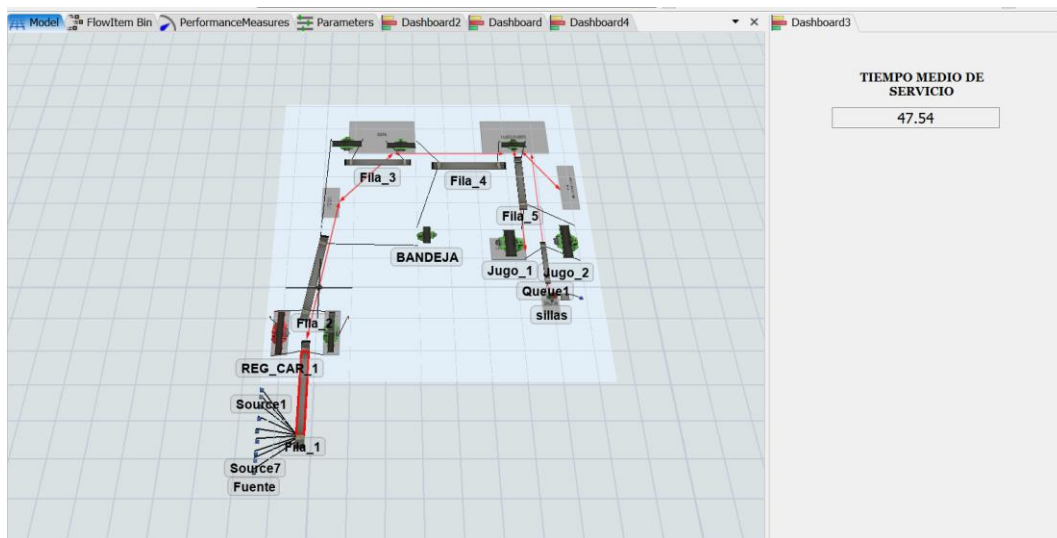 Model
FlowItem Bin
PerformanceMeasures
Parameters
Dashboard2
Dashboard
Dashboard4
Dashboard3
TIEMPO MEDIO DE
SERVICIO
47.54
Fila_3
Fila_4
Fila_5
BANDEJA
Jugo_1
Jugo_2
Queue1
sillas
Fila_2
REG_CAR_1
Source1
Fila_1
Source7
Fuente